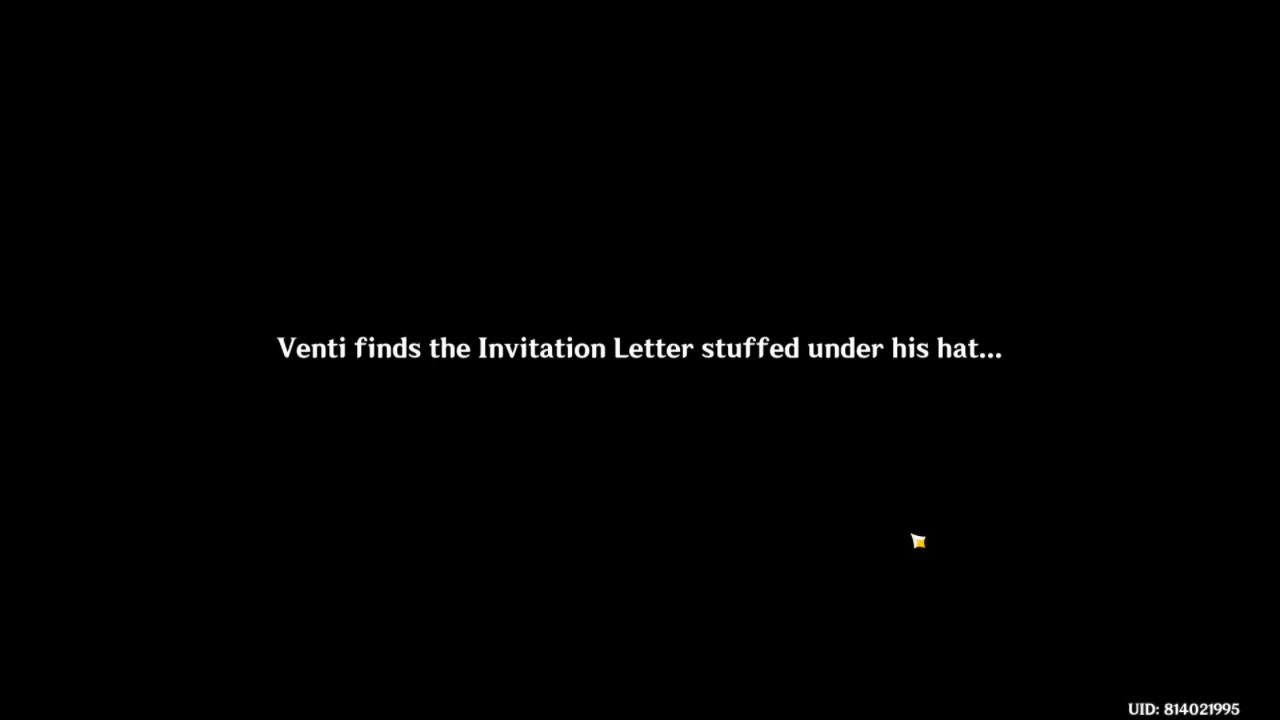 Venti finds the Invitation Letter stuffed under his hat...
UID: 814021995